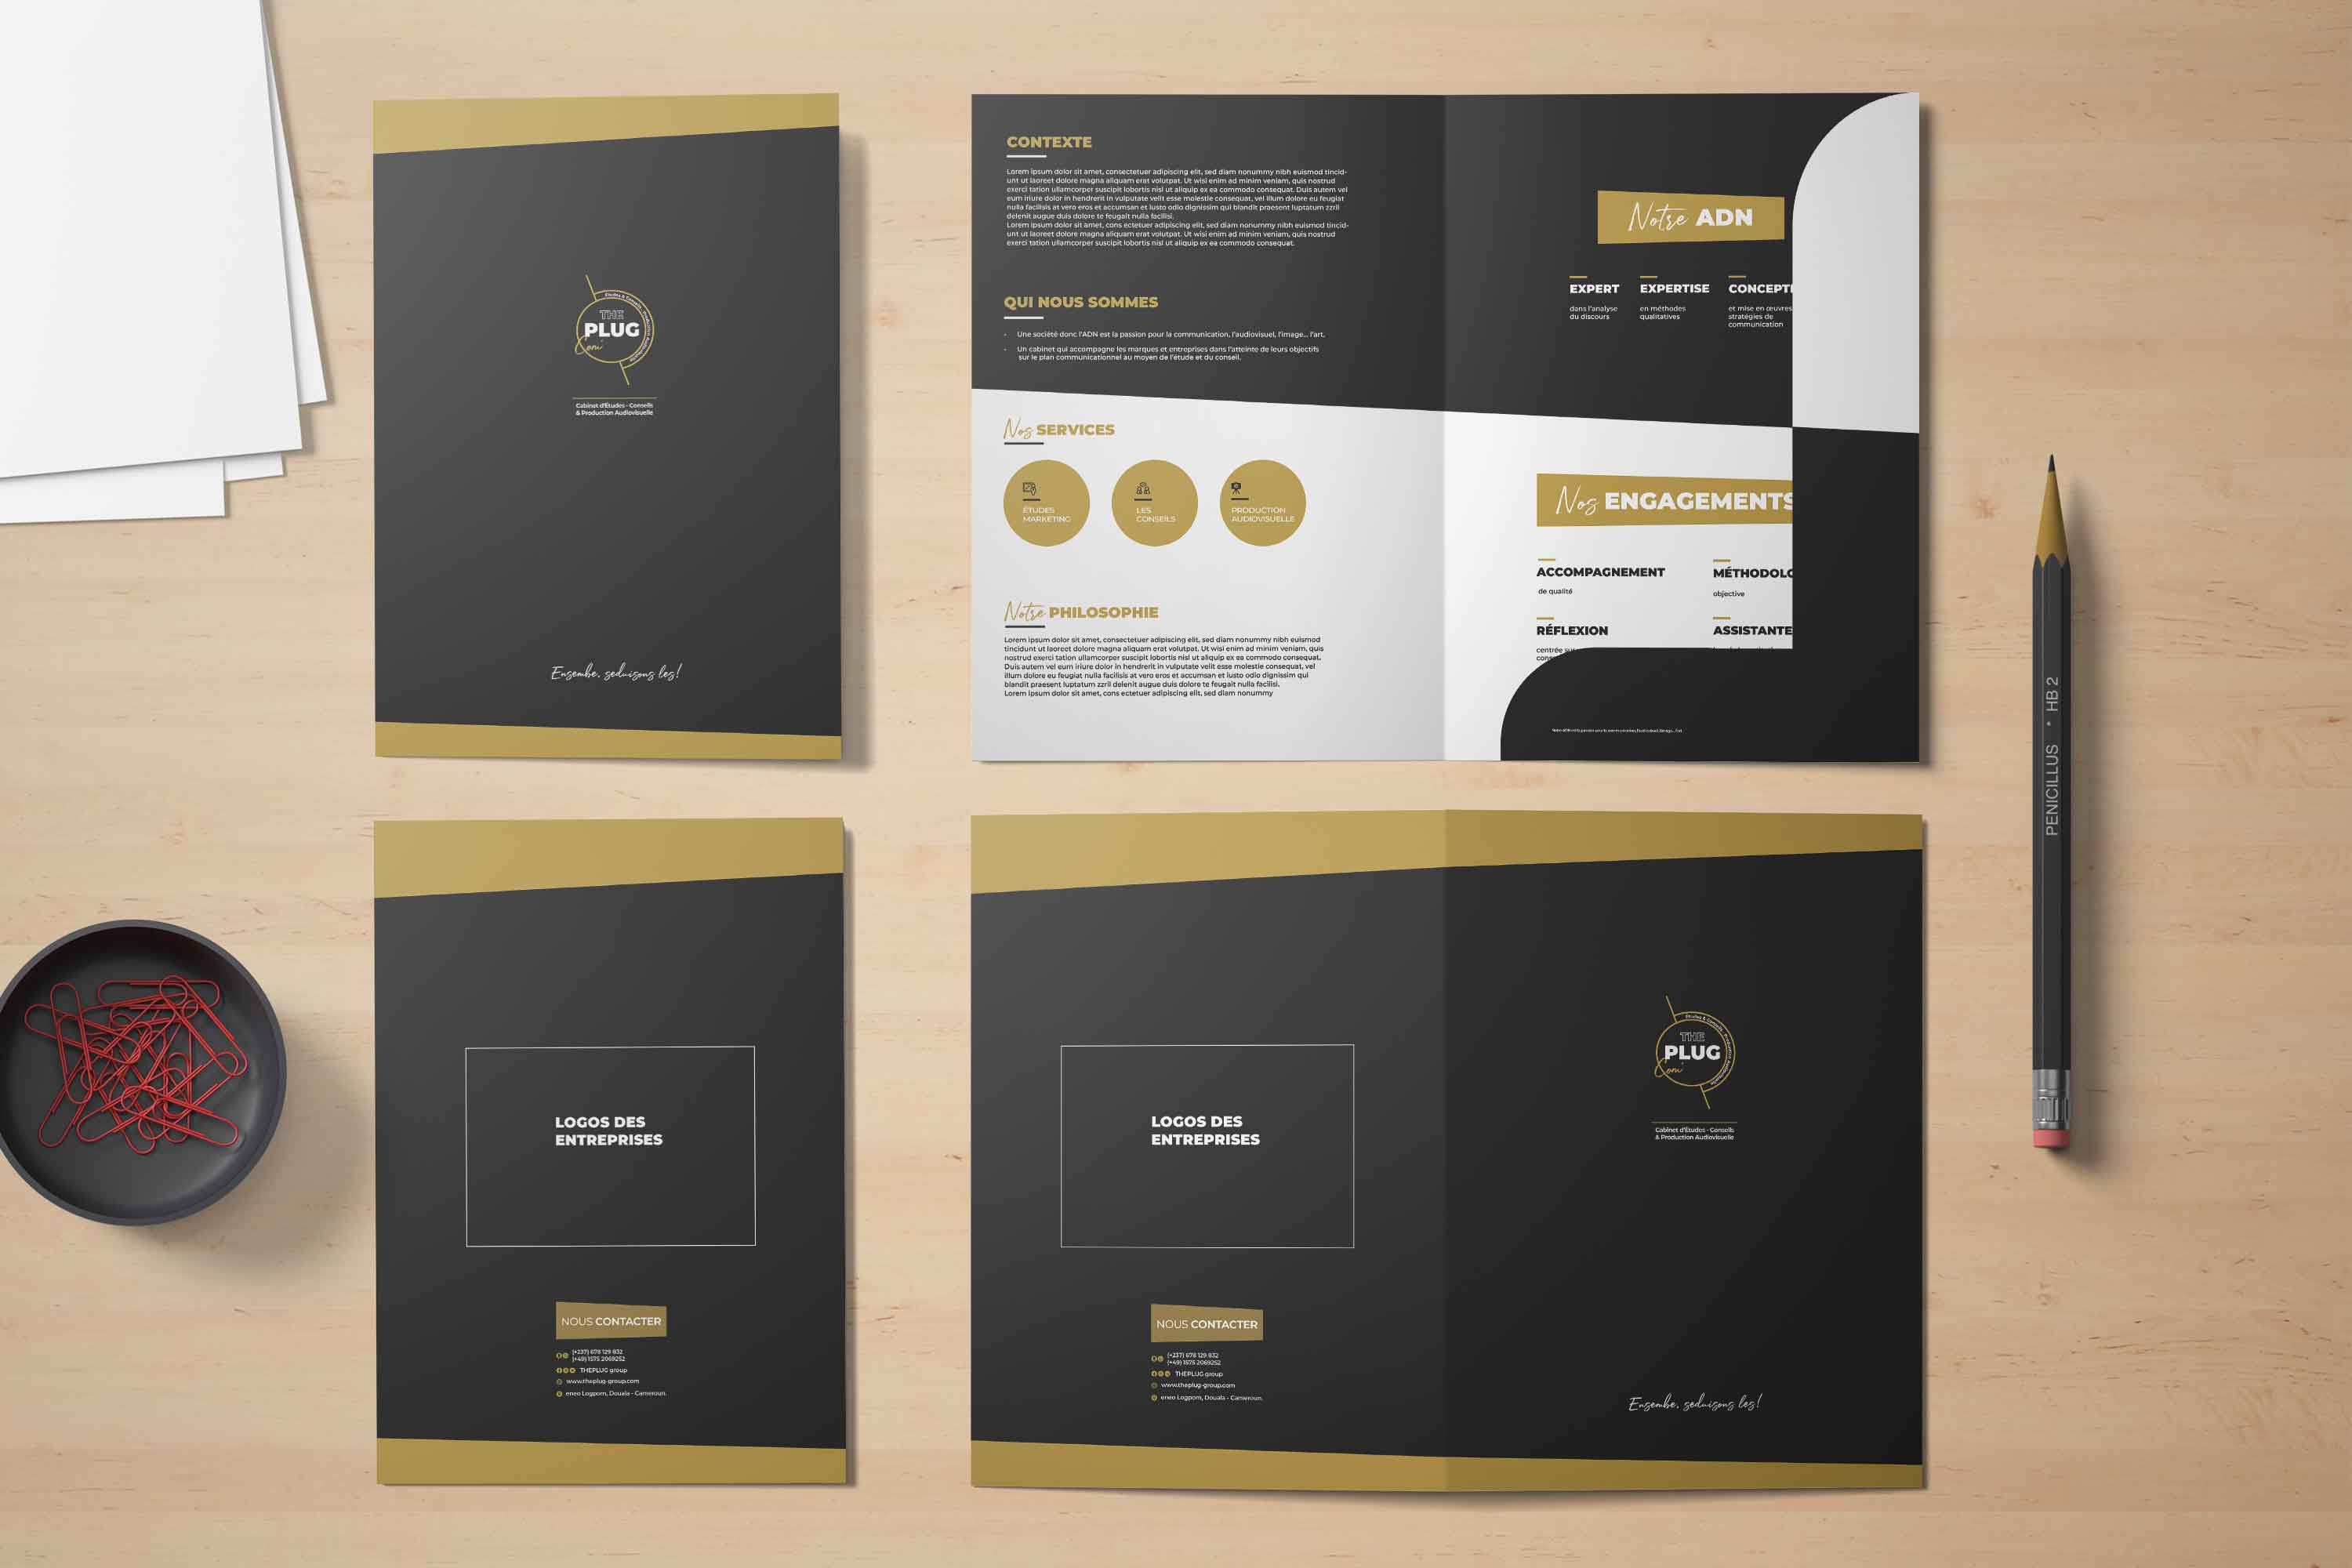 Etudes & Conseils - Production Audiovisuelle
THE
PLUG
Com'
Cabinet d'Études - Conseils
& Production Audiovisuelle
Ensembe, seduisons les!
CONTEXTE
Lorem ipsum dolor sit amet, consectetuer adipiscing elit, sed diam nonummy nibh euismod tincid-
unt ut laoreet dolore magna aliquam erat volutpat. Ut wisi enim ad minim veniam, quis nostrud
exerci tation ullamcorper suscipit lobortis nisl ut aliquip ex ea commodo consequat. Duis autem vel
eum iriure dolor in hendrerit in vulputate velit esse molestie consequat, vel illum dolore eu feugiat
nulla facilisis at vero eros et accumsan et iusto odio dignissim qui blandit praesent luptatum zzril
delenit augue duis dolore te feugait nulla facilisi.
Lorem ipsum dolor sit amet, cons ectetuer adipiscing elit, sed diam nonummy nibh euismod tincid-
unt ut laoreet dolore magna aliquam erat volutpat. Ut wisi enim ad minim veniam, quis nostrud
exerci tation ullamcorper suscipit lobortis nisl ut aliquip ex ea commodo consequat.
QUI NOUS SOMMES
Une société donc l'ADN est la passion pour la communication, l'audiovisuel, l'image... l'art.
Un cabinet qui accompagne les marques et entreprises dans l'atteinte de leurs objectifs
sur le plan communicationnel au moyen de l'étude et du conseil.
Nos SERVICES
ÉTUDES
MARKETING
LES
CONSEILS
PRODUCTION
AUDIOVISUELLE
Notre PHILOSOPHIE
Lorem ipsum dolor sit amet, consectetuer adipiscing elit, sed diam nonummy nibh euismod
tincidunt ut laoreet dolore magna aliquam erat volutpat. Ut wisi enim ad minim veniam, quis
nostrud exerci tation ullamcorper suscipit lobortis nisl ut aliquip ex ea commodo consequat.
Duis autem vel eum iriure dolor in hendrerit in vulputate velit esse molestie consequat, vel
illum dolore eu feugiat nulla facilisis at vero eros et accumsan et iusto odio dignissim qui
blandit praesent luptatum zzril delenit augue duis dolore te feugait nulla facilisi.
Lorem ipsum dolor sit amet, cons ectetuer adipiscing elit, sed diam nonummy
Notre ADN
EXPERT
dans l'analyse
du discours
EXPERTISE
en méthodes
qualitatives
CONCEPTI
et mise en œuvres
stratégies de
communication
Nos ENGAGEMENTS
ACCOMPAGNEMENT
de qualité
MÉTHODOLO
objective
RÉFLEXION
centrée sur
ASSISTANTE
LOGOS DES
ENTREPRISES
NOUS CONTACTER
(+237) 678 129 832
(+49) 1575 2069252
THEPLUG group
www.theplug-group.com
eneo Logpom, Douala - Cameroun.
LOGOS DES
ENTREPRISES
NOUS CONTACTER
(+237) 678 129 832
(+49) 1575 2069252
THEPLUG group
www.theplug-group.com
eneo Logpom, Douala - Cameroun.
Etudes & Conseils - Production Audiovisuelle
THE
PLUG
Com'
Cabinet d'Études - Conseils
& Production Audiovisuelle
Ensembe, seduisons les!
PENICILLUS • HB 2